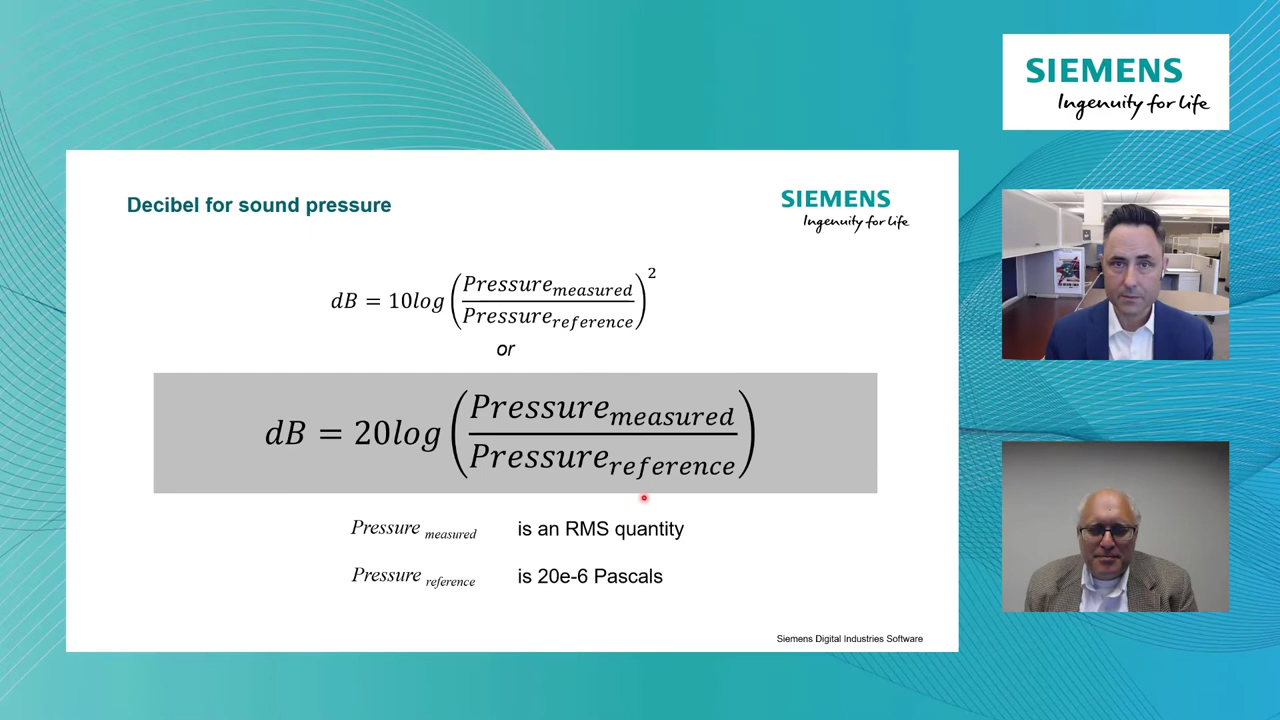 SIEMENS
Ingenuity for life
Decibel for sound pressure
SIEMENS
Ingenuity for life
dB = 10log (Pressure_measured / Pressure_reference)^2
or
dB = 20log (Pressure_measured / Pressure_reference)
Pressure measured is an RMS quantity
Pressure reference is 20e-6 Pascals
Siemens Digital Industries Software